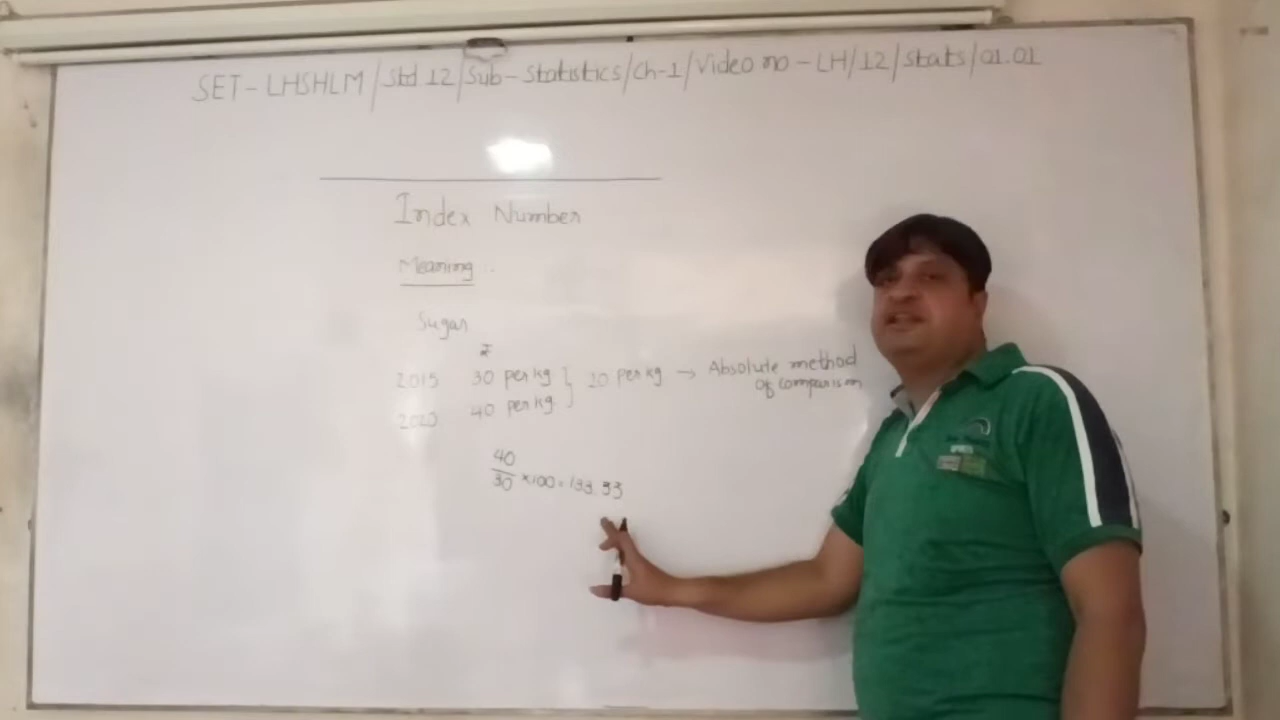 SET-LHSHLM/Std 12/Sub-Statistics/Ch-1/Video no-LH/12/Stats/01.01
Index Number
Meaning:
Sugar
₹
2015 30 per kg } 10 per kg → Absolute method
of comparison
2020 40 per kg
40
30 ×100=133.33